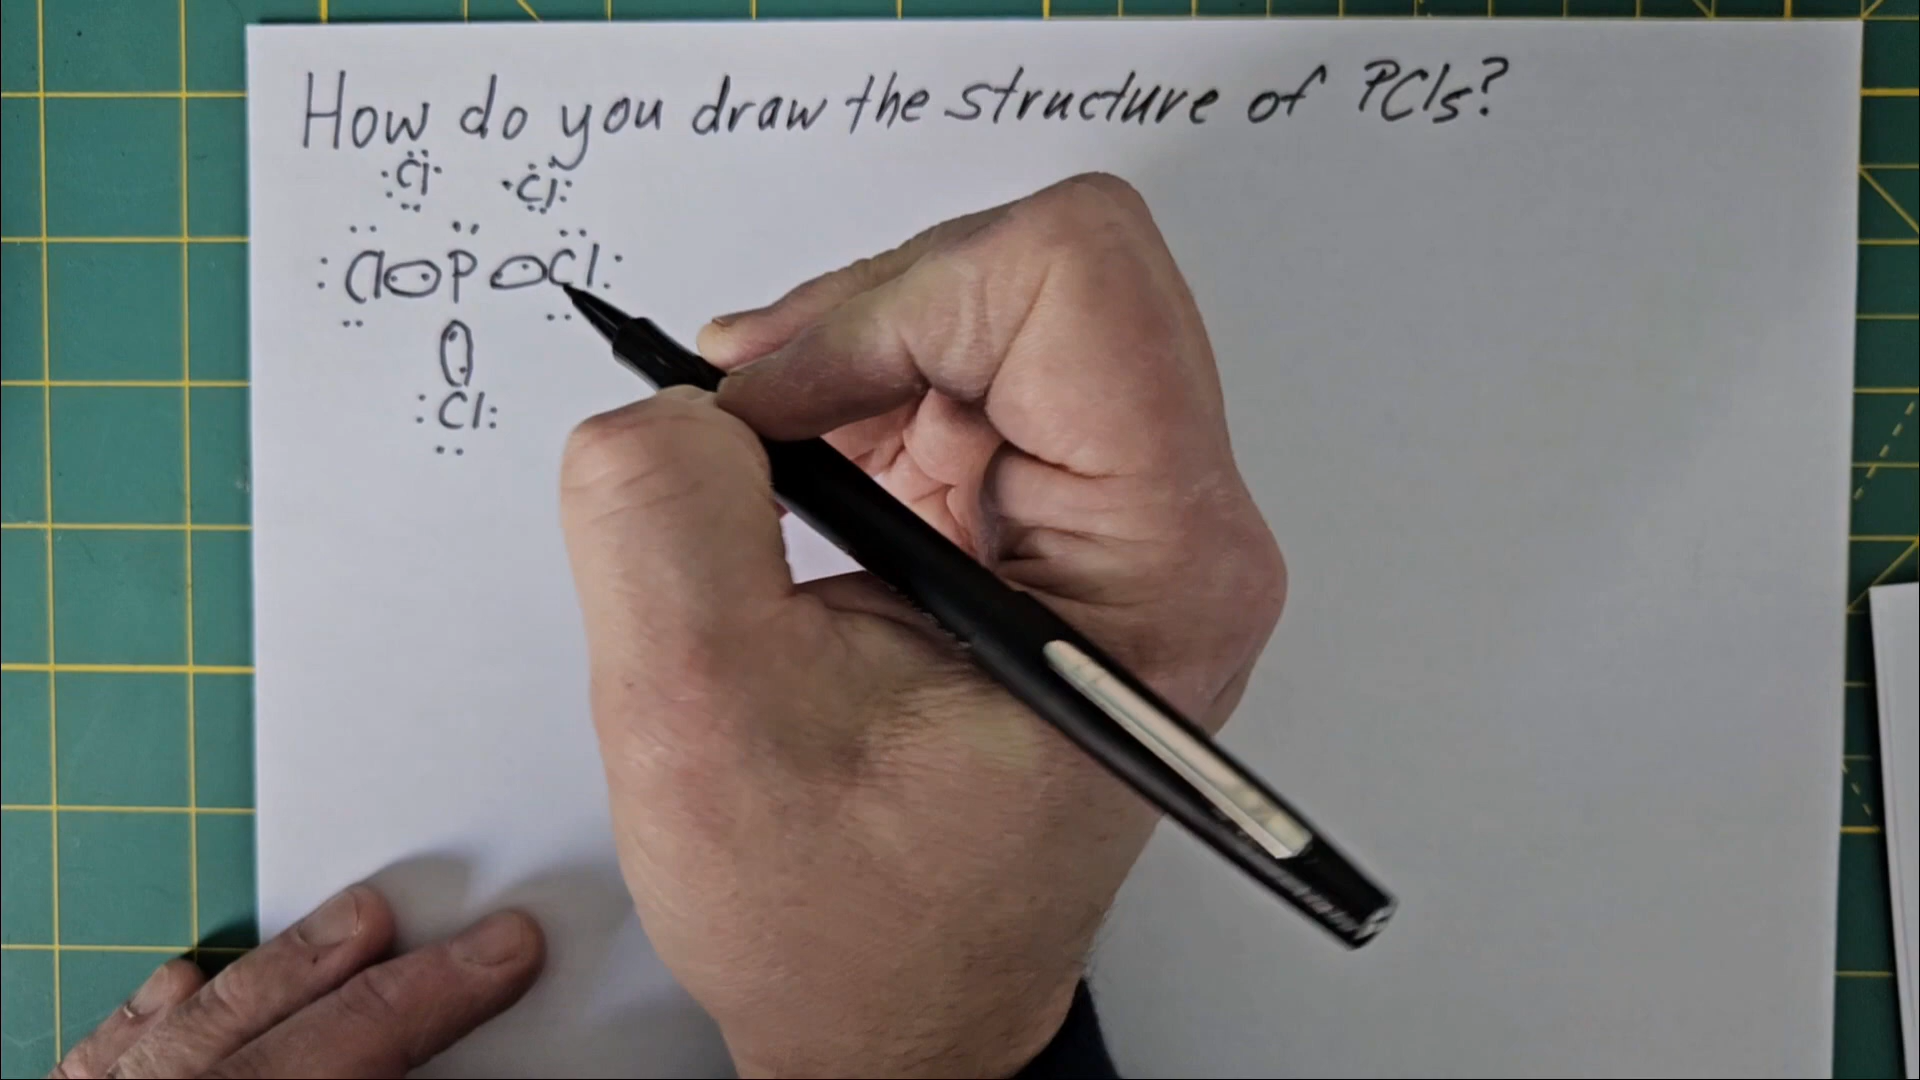 How do you draw the structure of PCl5?
Cl Cl
Cl P Cl
Cl